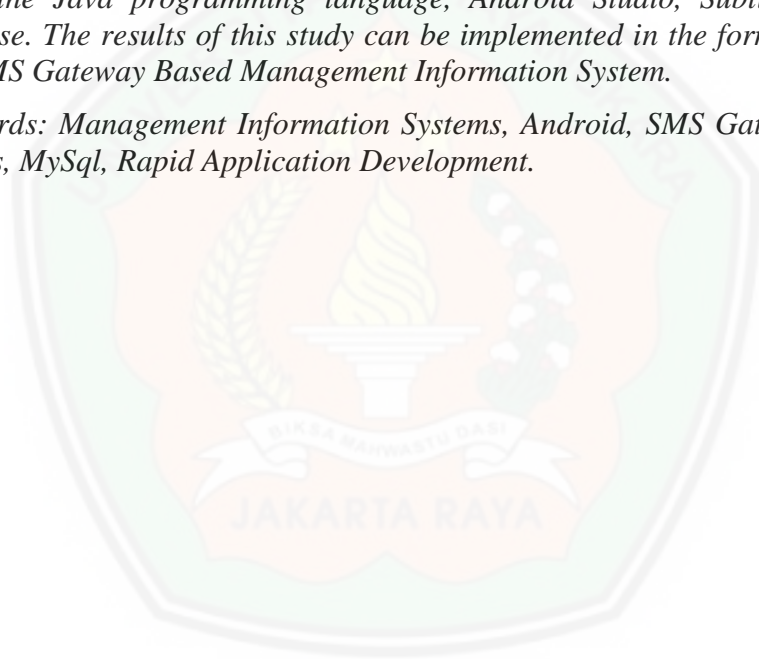 the Java programming language, Android Studio, Subli
se. The results of this study can be implemented in the for
MS Gateway Based Management Information System.
rds: Management Information Systems, Android, SMS Gat
s, MySql, Rapid Application Development.
BIKSA MAHWASTU DASI
JAKARTA RAYA